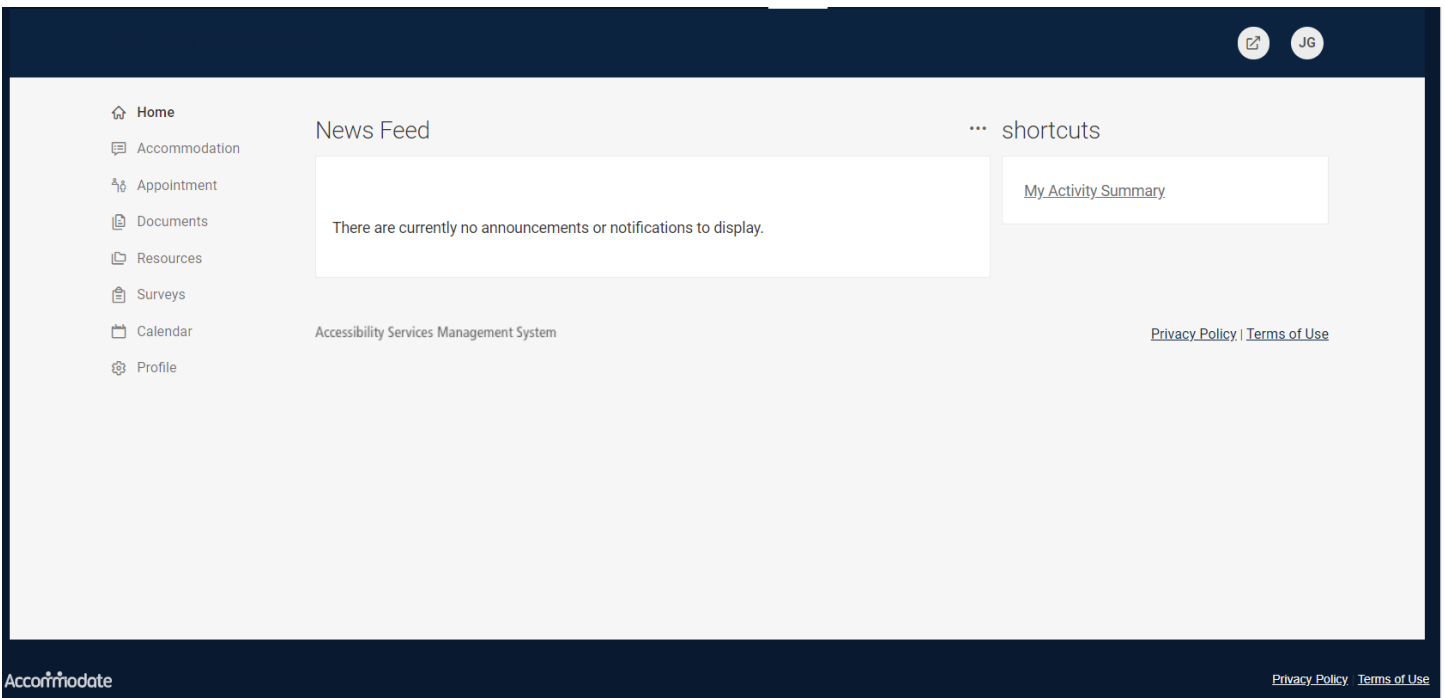 JG
Home
Accommodation
Appointment
Documents
Resources
Surveys
Calendar
Profile
News Feed
There are currently no announcements or notifications to display.
shortcuts
My Activity Summary
Accessibility Services Management System
Privacy Policy | Terms of Use
Accommodate
Privacy Policy | Terms of Use